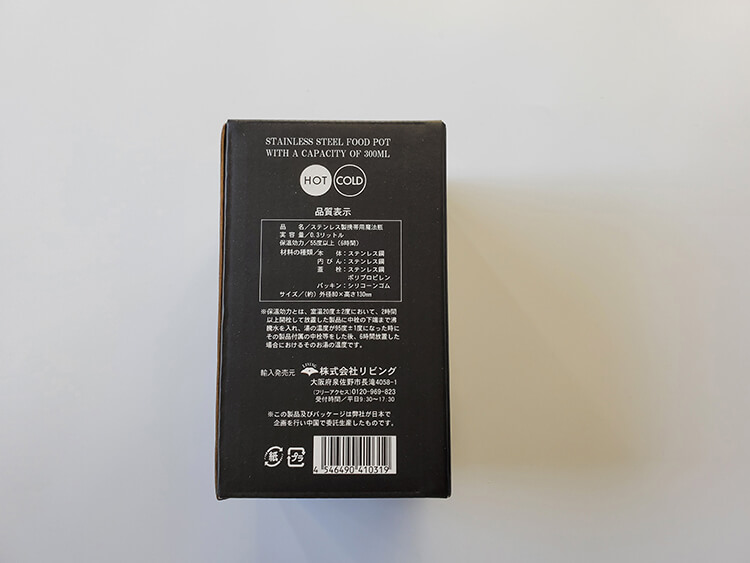 STAINLESS STEEL FOOD POT
WITH A CAPACITY OF 300ML
HOT COLD
品質表示
品　　名／ステンレス製携帯用魔法瓶
実 容 量／0.3リットル
保温効力／55度以上（6時間）
材料の種類／本　　体：ステンレス鋼
内 び ん：ステンレス鋼
蓋　　栓：ステンレス鋼
ポリプロピレン
パッキン：シリコーンゴム
サイズ／（約）外径80×高さ130mm
※保温効力とは、室温20度±2度において、2時間
以上開栓して放置した製品に中栓の下端まで沸
騰水を入れ、湯の温度が95度±1度になった時に
その製品付属の中栓等をした後、6時間放置した
場合におけるそのお湯の温度です。
輸入発売元 LIVING 株式会社リビング
大阪府泉佐野市長滝4058-1
（フリーアクセス）0120-969-823
受付時間／平日9:30〜17:30
※この製品及びパッケージは弊社が日本で
企画を行い中国で委託生産したものです。
紙 プラ
4 546490 410319